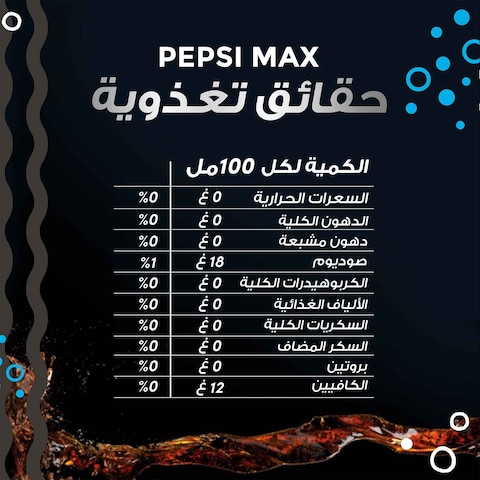 PEPSI MAX
حقائق تغذوية
الكمية لكل 100مل
السعرات الحرارية 0 غ %0
الدهون الكلية 0 غ %0
دهون مشبعة 0 غ %0
صوديوم 18 غ %1
الكربوهيدرات الكلية 0 غ %0
الألياف الغذائية 0 غ %0
السكريات الكلية 0 غ %0
السكر المضاف 0 غ %0
بروتين 0 غ %0
الكافيين 12 غ %0